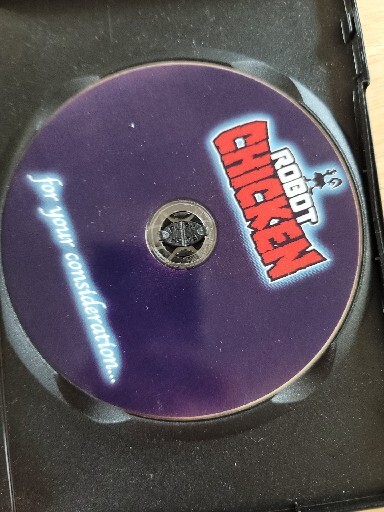 ROBOT
CHICKEN
for your consideration...